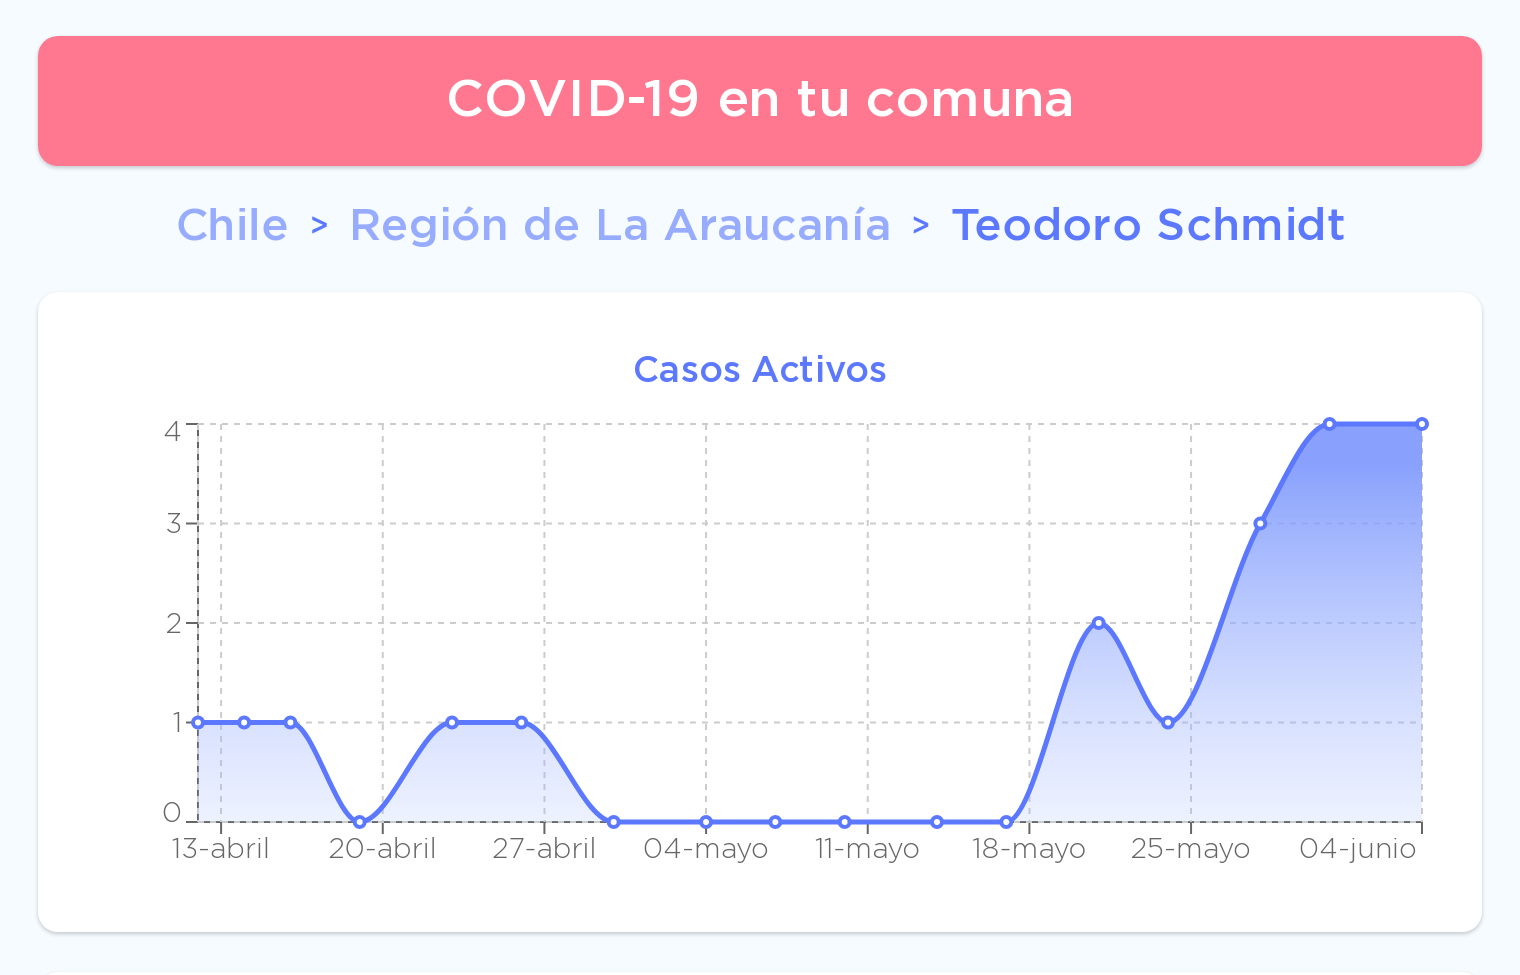 COVID-19 en tu comuna
Chile > Región de La Araucanía > Teodoro Schmidt
Casos Activos
4
3
2
1
0
13-abril 20-abril 27-abril 04-mayo 11-mayo 18-mayo 25-mayo 04-junio